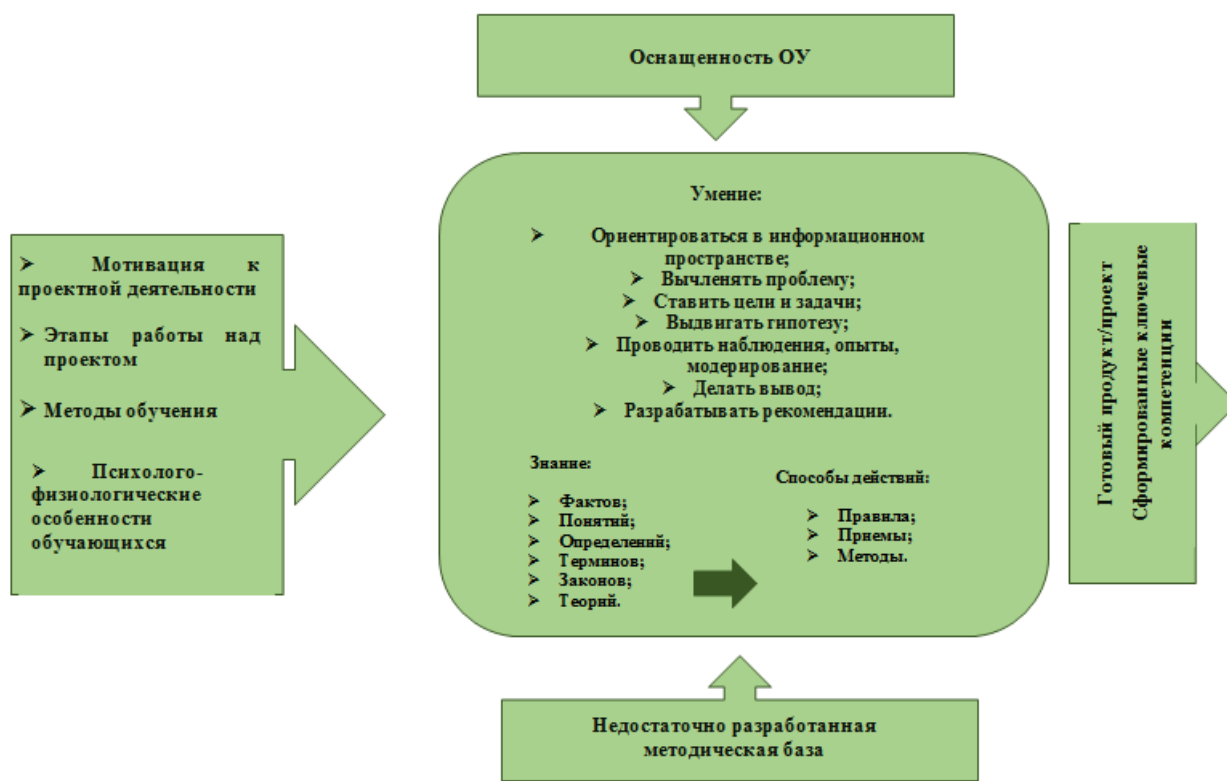 Оснащенность ОУ
➤ Мотивация к
проектной деятельности
➤ Этапы работы над
проектом
➤ Методы обучения
➤ Психолого-
физиологические
особенности
обучающихся
Умение:
➤ Ориентироваться в информационном
пространстве;
➤ Вычленять проблему;
➤ Ставить цели и задачи;
➤ Выдвигать гипотезу;
➤ Проводить наблюдения, опыты,
модерирование;
➤ Делать вывод;
➤ Разрабатывать рекомендации.
Знание:
➤ Фактов;
➤ Понятий;
➤ Определений;
➤ Терминов;
➤ Законов;
➤ Теорий.
Способы действий:
➤ Правила;
➤ Приемы;
➤ Методы.
Готовый продукт/проект
Сформированные ключевые
компетенции
Недостаточно разработанная
методическая база